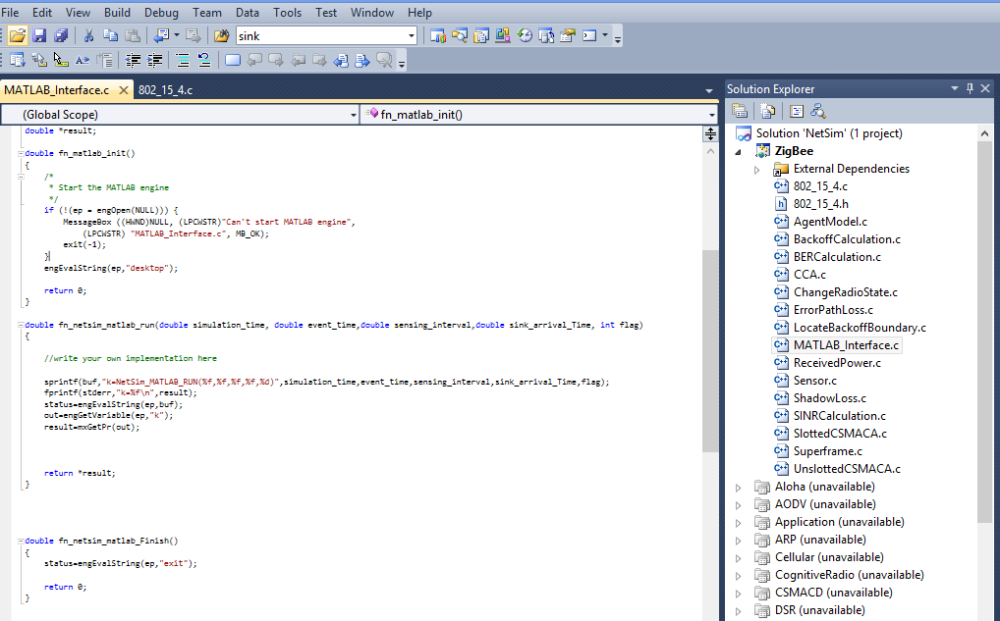 File Edit View Build Debug Team Data Tools Test Window Help
sink
MATLAB_Interface.c 802_15_4.c
(Global Scope) fn_matlab_init()
double *result;
double fn_matlab_init()
{
/*
* Start the MATLAB engine
*/
if (!(ep = engOpen(NULL))) {
MessageBox ((HWND)NULL, (LPCWSTR)"Can't start MATLAB engine",
(LPCWSTR) "MATLAB_Interface.c", MB_OK);
exit(-1);
}
engEvalString(ep,"desktop");
return 0;
}
double fn_netsim_matlab_run(double simulation_time, double event_time,double sensing_interval,double sink_arrival_Time, int flag)
{
//write your own implementation here
sprintf(buf,"k=NetSim_MATLAB_RUN(%f,%f,%f,%f,%d)",simulation_time,event_time,sensing_interval,sink_arrival_Time,flag);
fprintf(stderr,"k=%f\n",result);
status=engEvalString(ep,buf);
out=engGetVariable(ep,"k");
result=mxGetPr(out);
return *result;
}
double fn_netsim_matlab_Finish()
{
status=engEvalString(ep,"exit");
return 0;
}
Solution Explorer
Solution 'NetSim' (1 project)
ZigBee
External Dependencies
802_15_4.c
802_15_4.h
AgentModel.c
BackoffCalculation.c
BERCalculation.c
CCA.c
ChangeRadioState.c
ErrorPathLoss.c
LocateBackoffBoundary.c
MATLAB_Interface.c
ReceivedPower.c
Sensor.c
ShadowLoss.c
SINRCalculation.c
SlottedCSMACA.c
Superframe.c
UnslottedCSMACA.c
Aloha (unavailable)
AODV (unavailable)
Application (unavailable)
ARP (unavailable)
Cellular (unavailable)
CognitiveRadio (unavailable)
CSMACD (unavailable)
DSR (unavailable)